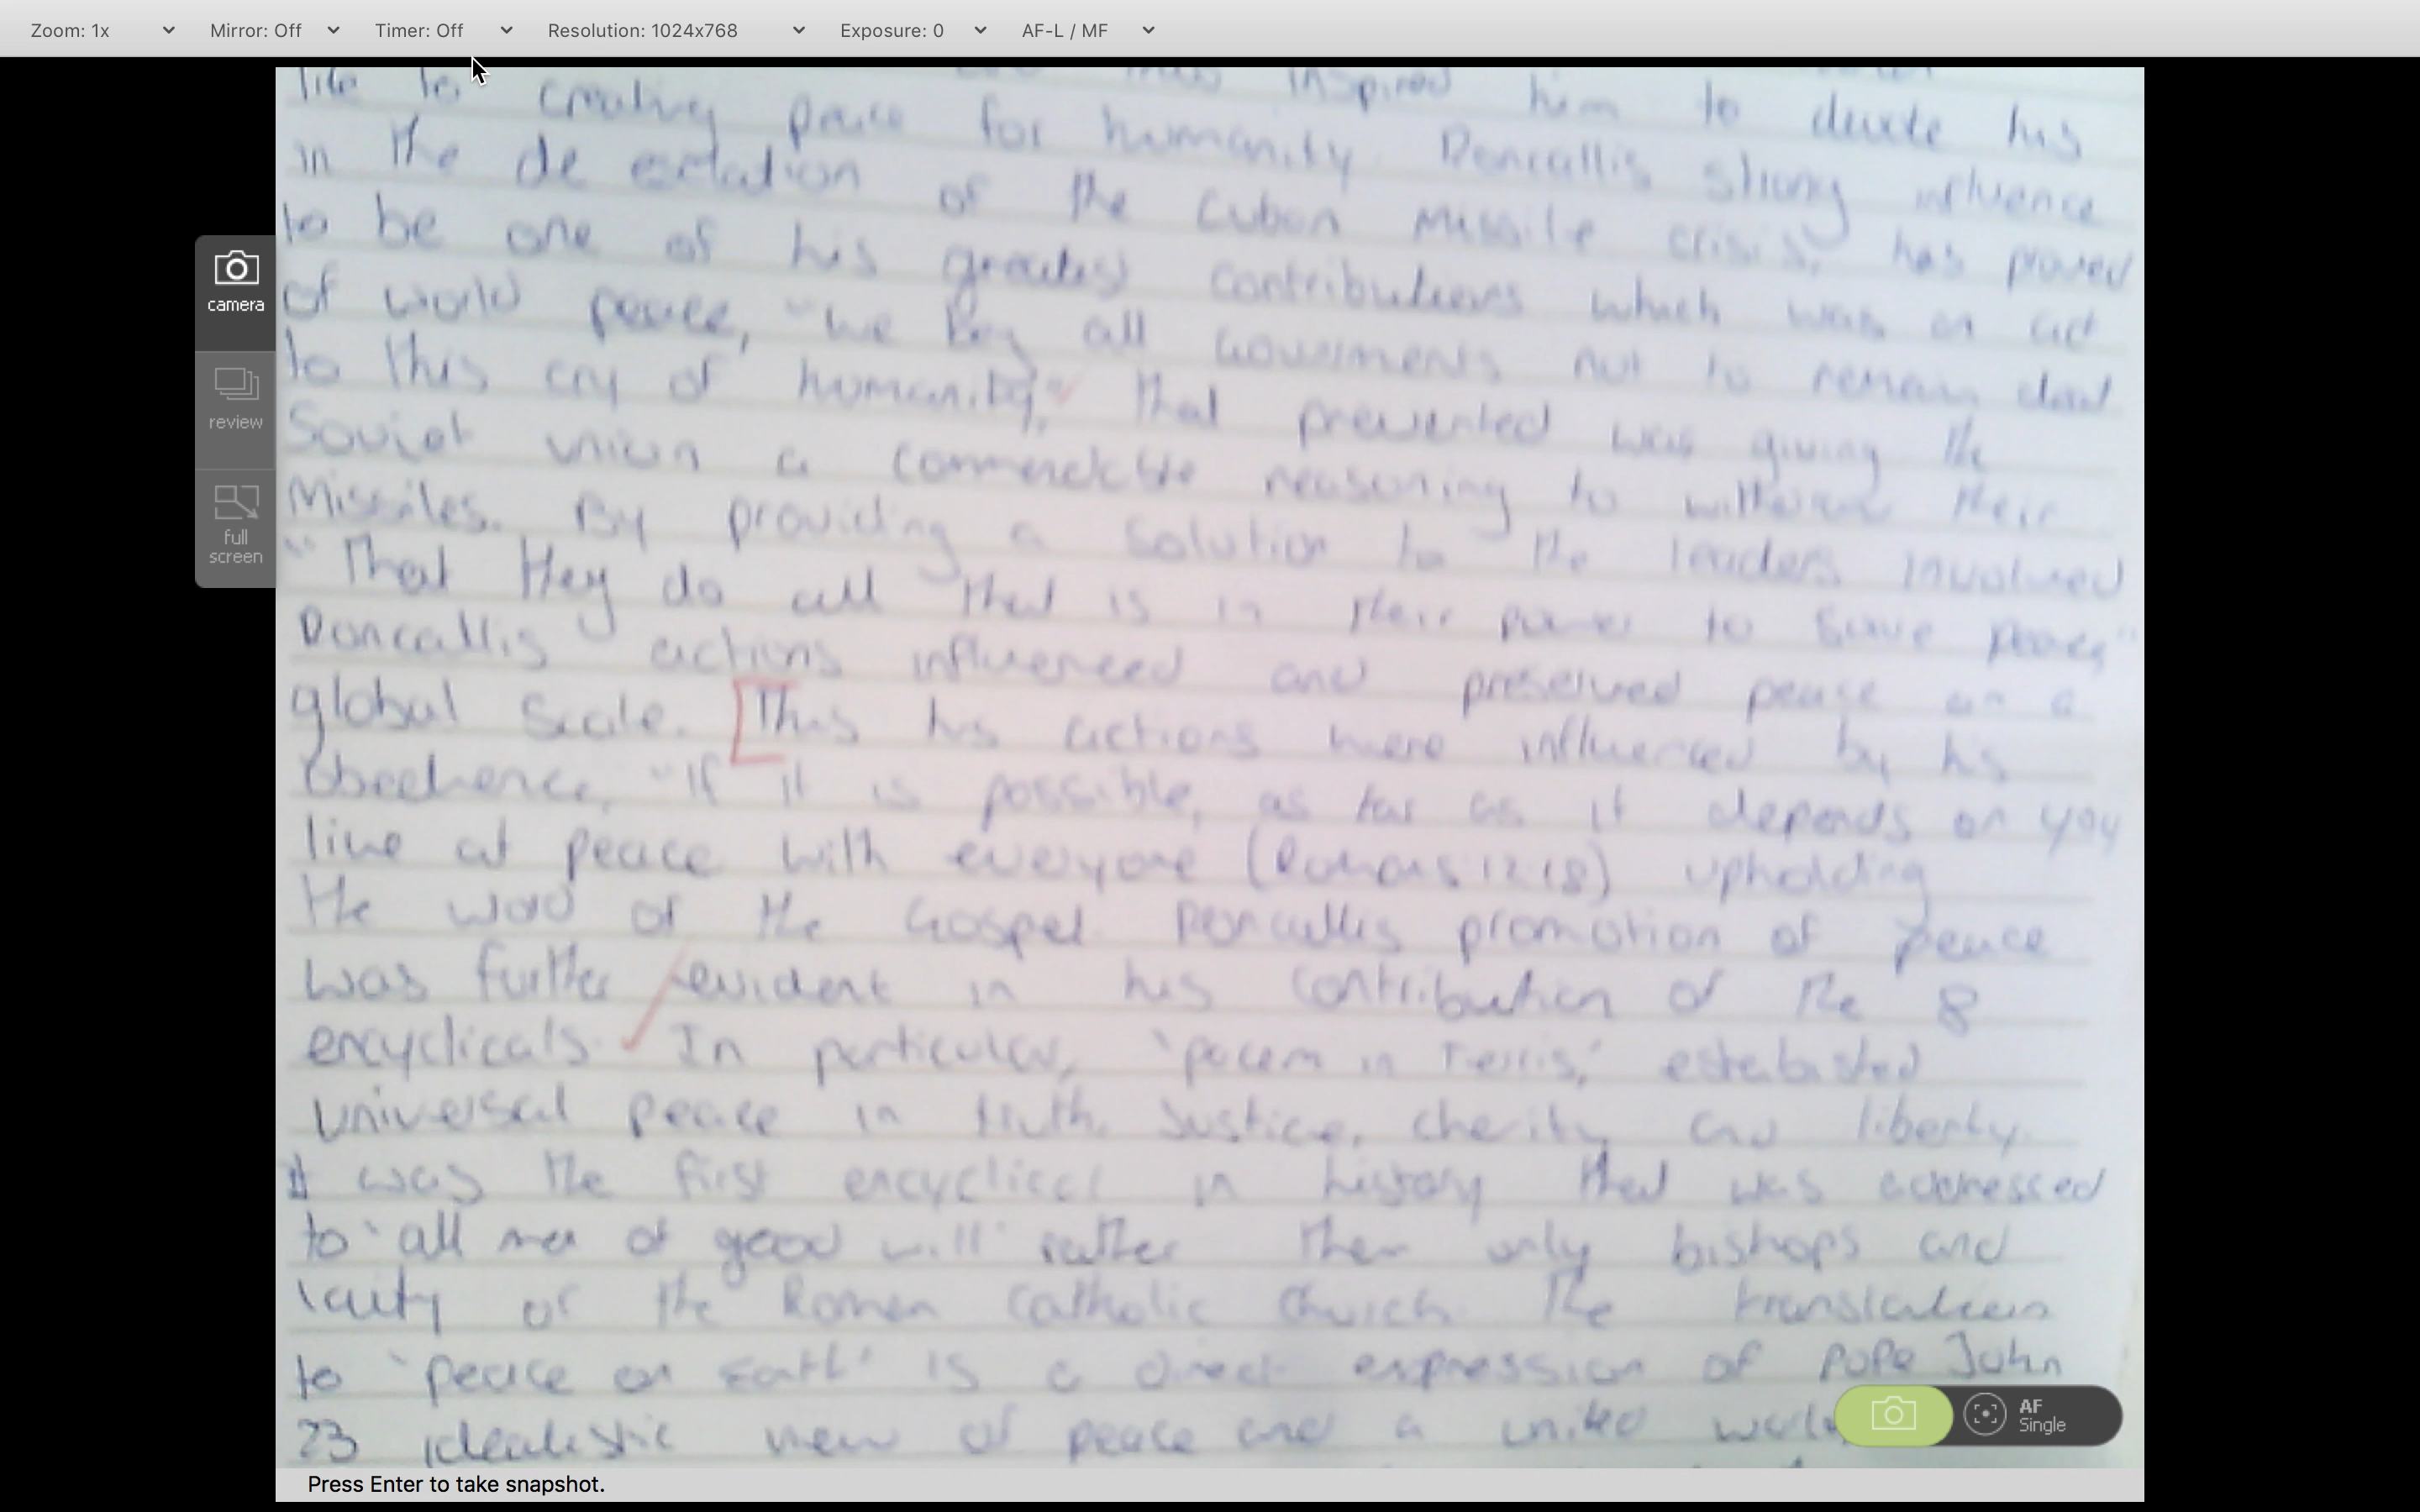 Zoom: 1x Mirror: Off Timer: Off Resolution: 1024x768 Exposure: 0 AF-L / MF
inspired him to his
life to creating peace for humanity. Roncallis strong influence
in the de esclation of the Cuban Missile crisis, has proved
to be one of his greatest contributions which was an act
of world peace, "we beg all Gouvrments not to remain deaf
to this cry of humanity," that prevented was giving the
Souviet union a commendable reasoning to withdraw their
Missiles. By providing a solution to the leaders involved
"That they do all that is in their power to save peace,"
Roncallis actions influenced and preserved peace on a
global Scale. Thus his actions were influenced by his
obedience, "If it is possible, as far as it depends on you
live at peace with everyone (Romans 12 18) upholding
the word of the Gospel. Roncallis promotion of peace
was further evident in his contribution of the 8
encyclicals. In particular, 'pacem in Terris,'
universal peace in truth, Justice, charity and liberty.
It was the first encyclical in history that was addressed
to 'all men of good will' rather then only bishops and
laity of the Roman Catholic Church. The translation
to 'peace on Earth' is a direct expression of Pope John
23 idealistic view of peace and a united
camera
review
full
screen
AF
Single
Press Enter to take snapshot.